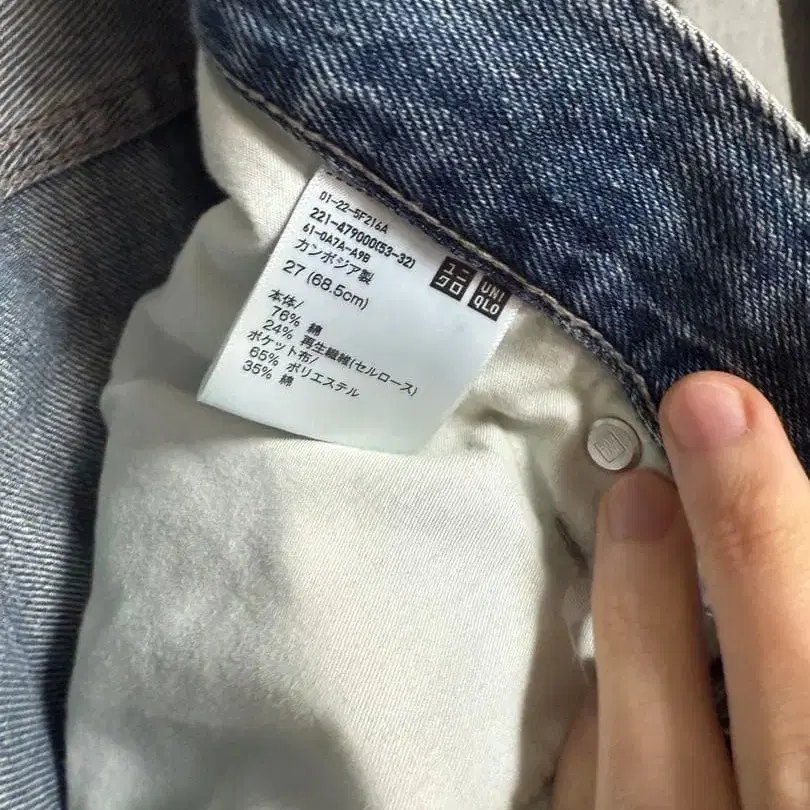 01-22-5F216A
221-479000(53-32)
61-0A7A-A9B
カンボジア製
27 (68.5cm)
ユニ
クロ
UNI
QLO
本体/
76% 綿
24% 再生繊維(セルロース)
ポケット布/
65% ポリエステル
35% 綿